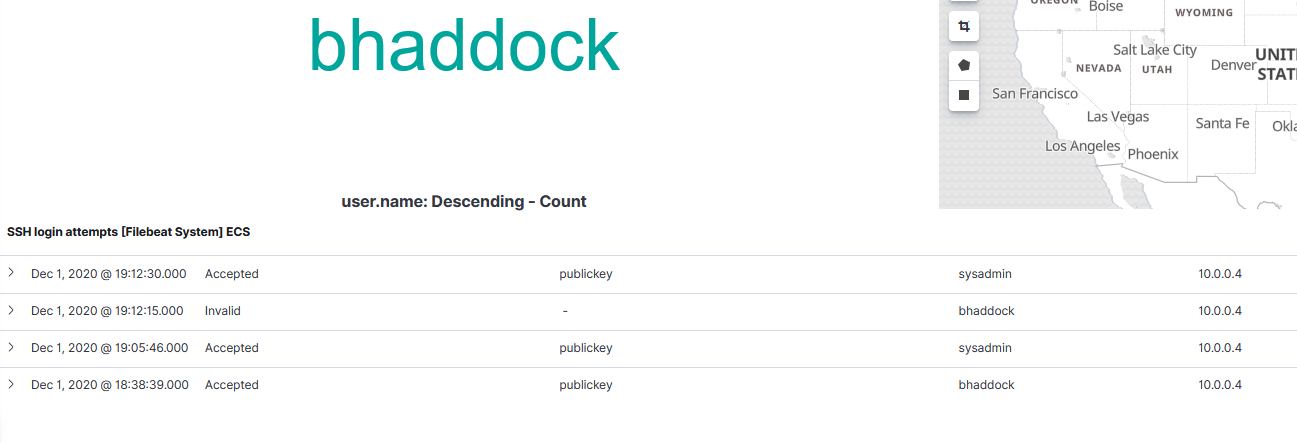 bhaddock
OREGON
Boise
WYOMING
Salt Lake City
UNIT
STAT
NEVADA
UTAH
Denver
San Francisco
Las Vegas
Santa Fe
Okla
Los Angeles
Phoenix
user.name: Descending - Count
SSH login attempts [Filebeat System] ECS
Dec 1, 2020 @ 19:12:30.000 Accepted publickey sysadmin 10.0.0.4
Dec 1, 2020 @ 19:12:15.000 Invalid - bhaddock 10.0.0.4
Dec 1, 2020 @ 19:05:46.000 Accepted publickey sysadmin 10.0.0.4
Dec 1, 2020 @ 18:38:39.000 Accepted publickey bhaddock 10.0.0.4